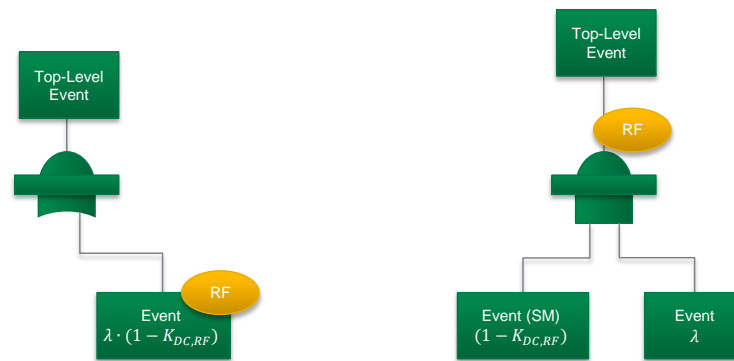 Top-Level
Event
RF
Event
λ · (1 − K_{DC,RF})
Top-Level
Event
RF
Event (SM)
(1 − K_{DC,RF})
Event
λ